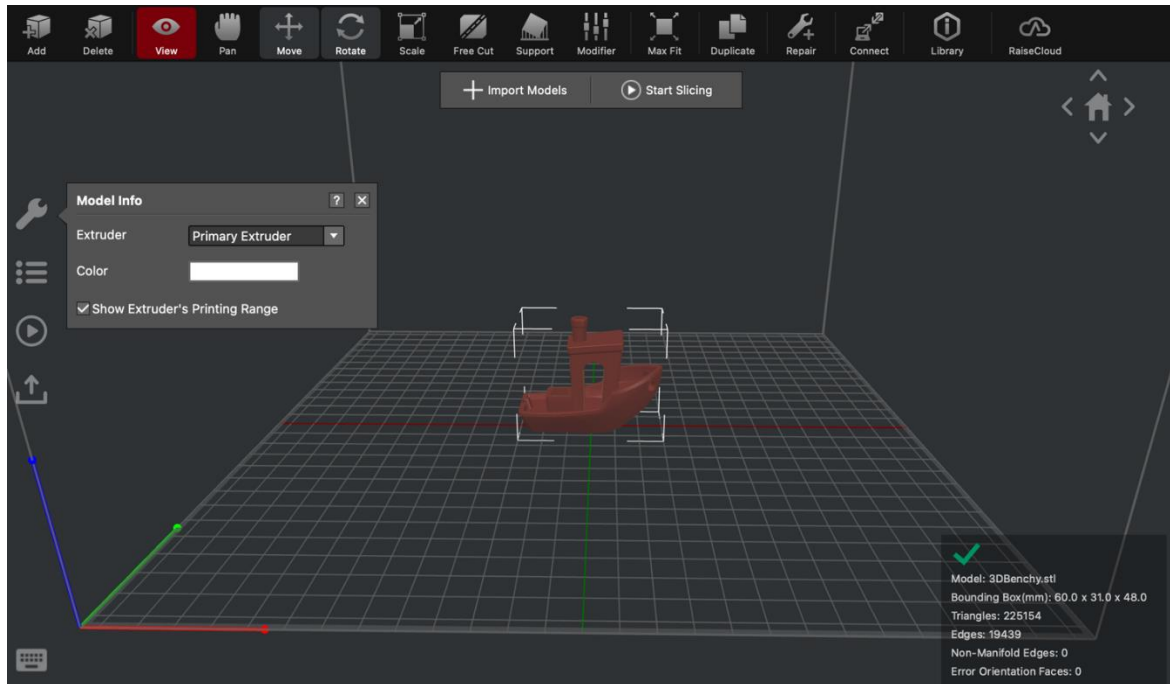 Add Delete View Pan Move Rotate Scale Free Cut Support Modifier Max Fit Duplicate Repair Connect Library RaiseCloud
Import Models Start Slicing
Model Info ?
Extruder Primary Extruder
Color
Show Extruder's Printing Range
Model: 3DBenchy.stl
Bounding Box(mm): 60.0 x 31.0 x 48.0
Triangles: 225154
Edges: 19439
Non-Manifold Edges: 0
Error Orientation Faces: 0